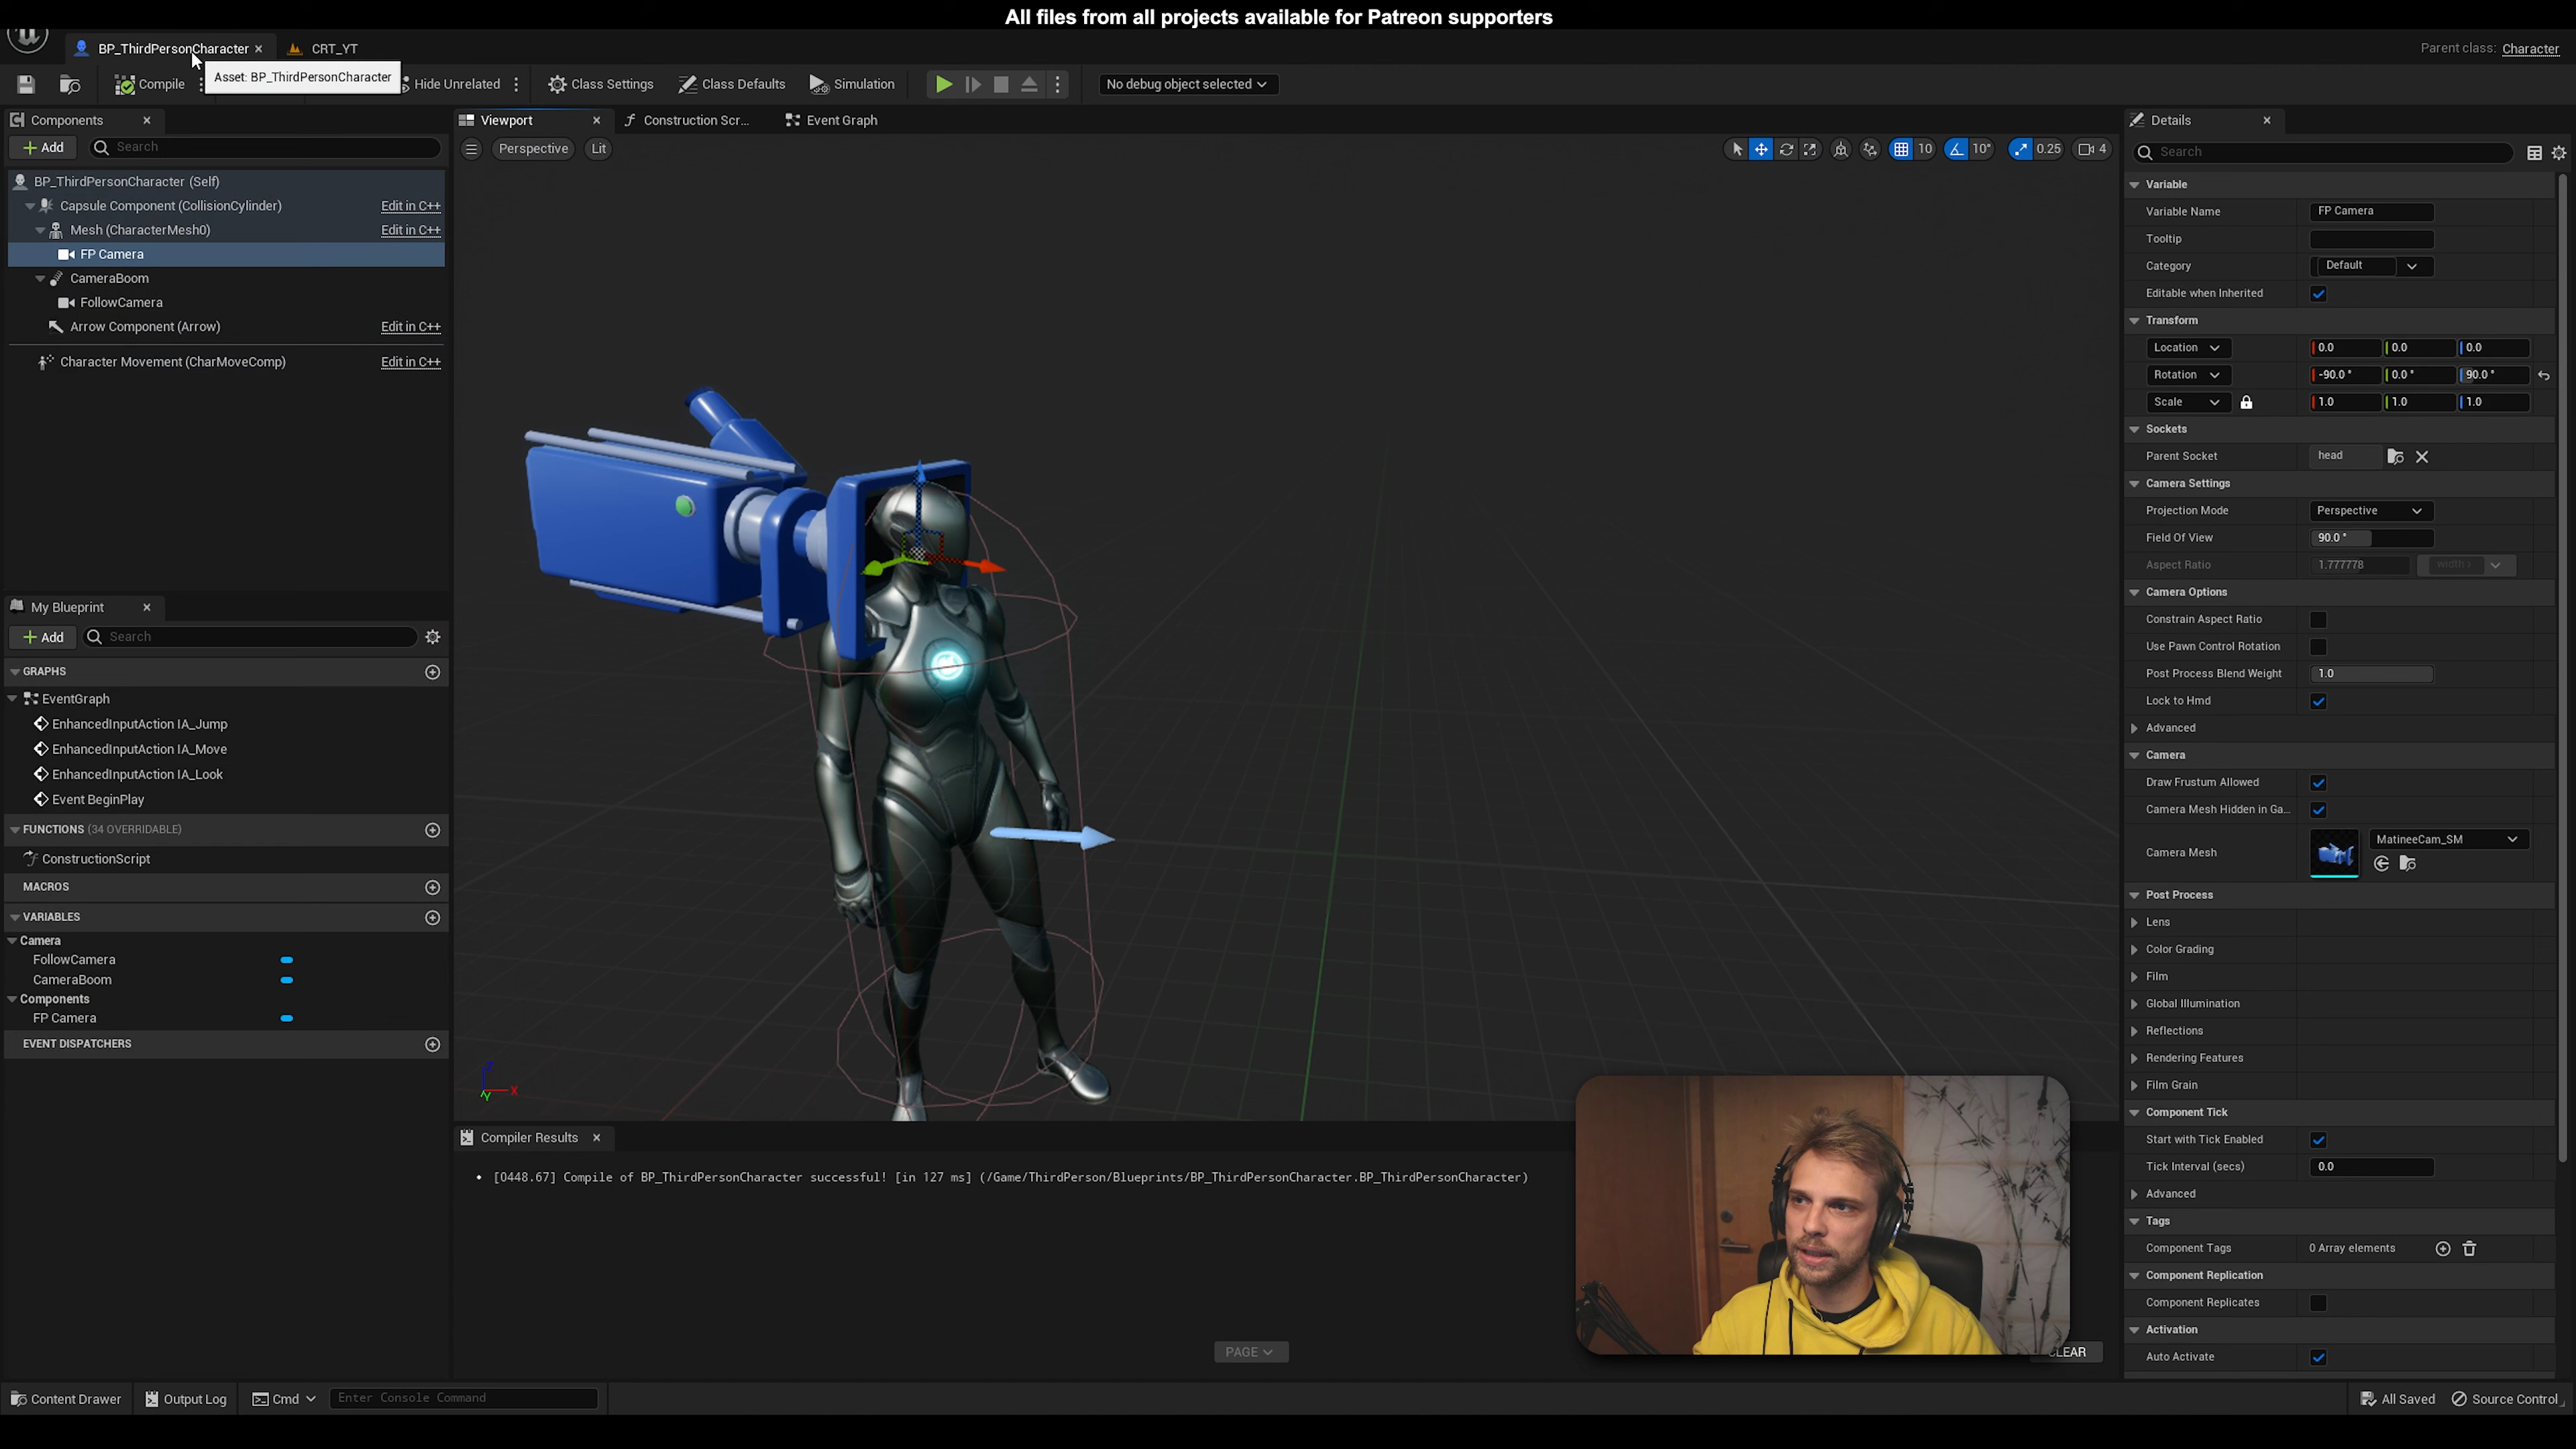 All files from all projects available for Patreon supporters
BP_ThirdPersonCharacter
CRT_YT
Parent class: Character
Compile
Asset: BP_ThirdPersonCharacter
Hide Unrelated
Class Settings
Class Defaults
Simulation
No debug object selected
Components
Viewport
Construction Scr...
Event Graph
Details
Add
Search
Perspective
Lit
10
10°
0.25
4
Search
BP_ThirdPersonCharacter (Self)
Capsule Component (CollisionCylinder) Edit in C++
Mesh (CharacterMesh0) Edit in C++
FP Camera
CameraBoom
FollowCamera
Arrow Component (Arrow) Edit in C++
Character Movement (CharMoveComp) Edit in C++
My Blueprint
Add
Search
GRAPHS
EventGraph
EnhancedInputAction IA_Jump
EnhancedInputAction IA_Move
EnhancedInputAction IA_Look
Event BeginPlay
FUNCTIONS (34 OVERRIDABLE)
ConstructionScript
MACROS
VARIABLES
Camera
FollowCamera
CameraBoom
Components
FP Camera
EVENT DISPATCHERS
Z
X
Y
Compiler Results
• [0448.67] Compile of BP_ThirdPersonCharacter successful! [in 127 ms] (/Game/ThirdPerson/Blueprints/BP_ThirdPersonCharacter.BP_ThirdPersonCharacter)
PAGE
CLEAR
Variable
Variable Name FP Camera
Tooltip
Category Default
Editable when Inherited
Transform
Location 0.0 0.0 0.0
Rotation -90.0° 0.0° 90.0°
Scale 1.0 1.0 1.0
Sockets
Parent Socket head
Camera Settings
Projection Mode Perspective
Field Of View 90.0°
Aspect Ratio 1.777778
Camera Options
Constrain Aspect Ratio
Use Pawn Control Rotation
Post Process Blend Weight 1.0
Lock to Hmd
Advanced
Camera
Draw Frustum Allowed
Camera Mesh Hidden in Ga...
Camera Mesh MatineeCam_SM
Post Process
Lens
Color Grading
Film
Global Illumination
Reflections
Rendering Features
Film Grain
Component Tick
Start with Tick Enabled
Tick Interval (secs) 0.0
Advanced
Tags
Component Tags 0 Array elements
Component Replication
Component Replicates
Activation
Auto Activate
Content Drawer
Output Log
Cmd
Enter Console Command
All Saved
Source Control